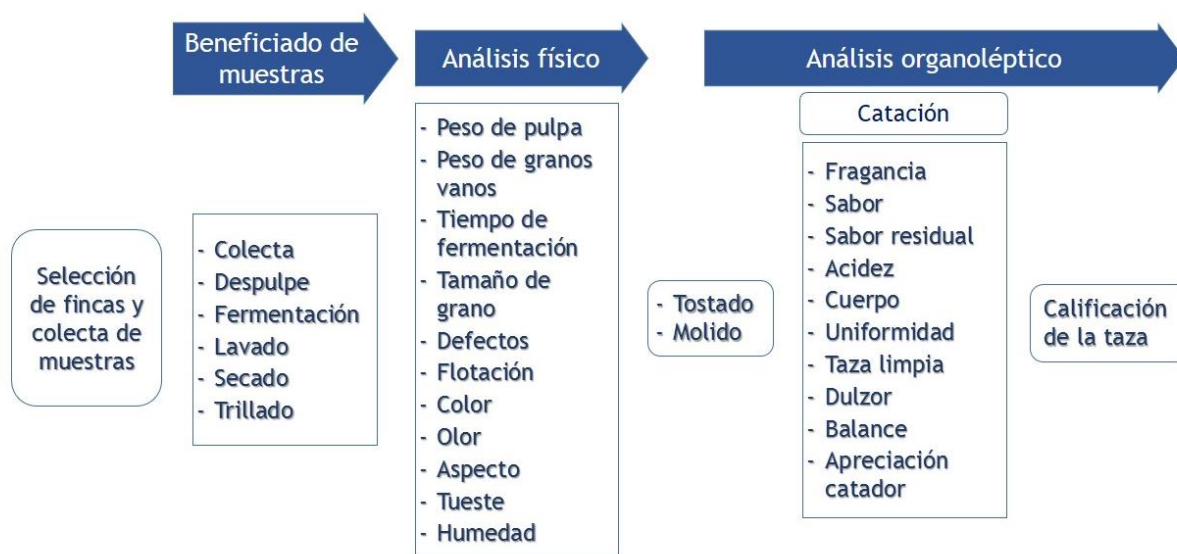 Beneficiado de
muestras
Análisis físico
Análisis organoléptico
Selección
de fincas y
colecta de
muestras
- Colecta
- Despulpe
- Fermentación
- Lavado
- Secado
- Trillado
- Peso de pulpa
- Peso de granos
vanos
- Tiempo de
fermentación
- Tamaño de
grano
- Defectos
- Flotación
- Color
- Olor
- Aspecto
- Tueste
- Humedad
- Tostado
- Molido
Catación
- Fragancia
- Sabor
- Sabor residual
- Acidez
- Cuerpo
- Uniformidad
- Taza limpia
- Dulzor
- Balance
- Apreciación
catador
Calificación
de la taza